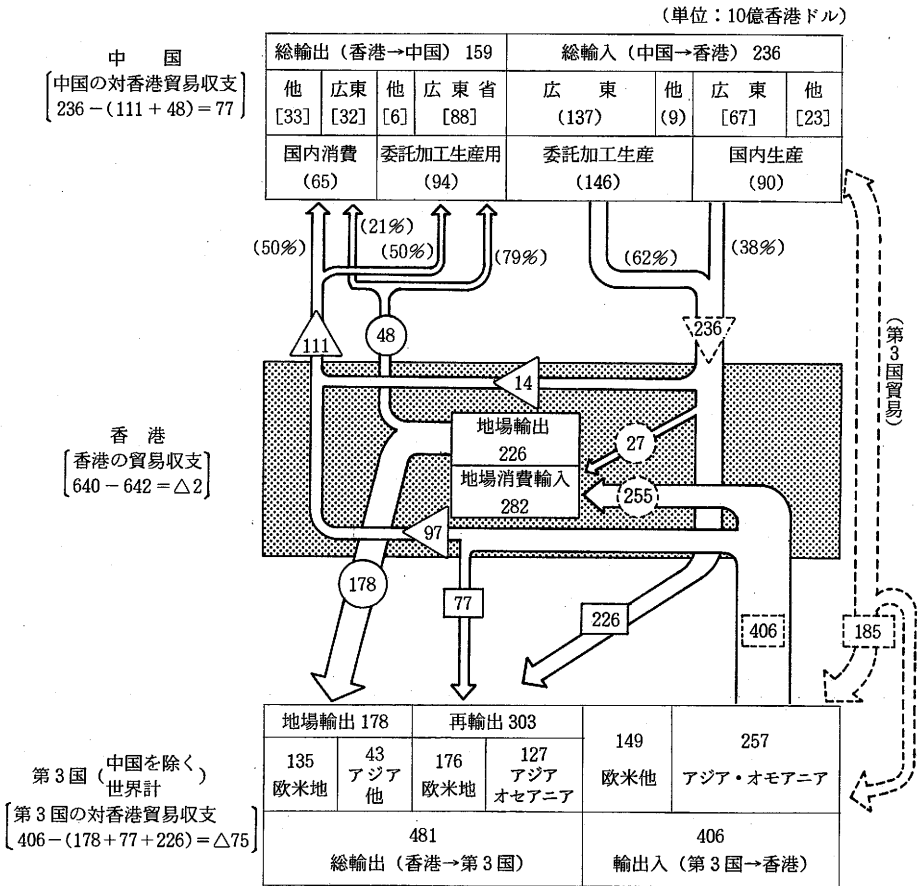 (単位：10億香港ドル)
中　国
中国の対香港貿易収支
236－(111＋48)＝77
総輸出（香港→中国）159
総輸入（中国→香港）236
他
[33]
広東
[32]
他
[6]
広東省
[88]
広東
(137)
他
(9)
広東
[67]
他
[23]
国内消費
(65)
委託加工生産用
(94)
委託加工生産
(146)
国内生産
(90)
(50%)
(21%)
(50%)
(79%)
(62%)
(38%)
236
111
48
14
(第3国貿易)
香　港
香港の貿易収支
640－642＝△2
地場輸出
226
地場消費輸入
282
27
255
97
178
77
226
406
185
第3国（中国を除く世界計）
第3国の対香港貿易収支
406－(178＋77＋226)＝△75
地場輸出 178
再輸出 303
135
欧米地
43
アジア
他
176
欧米地
127
アジア
オセアニア
149
欧米他
257
アジア・オモアニア
481
総輸出（香港→第3国）
406
輸出入（第3国→香港）